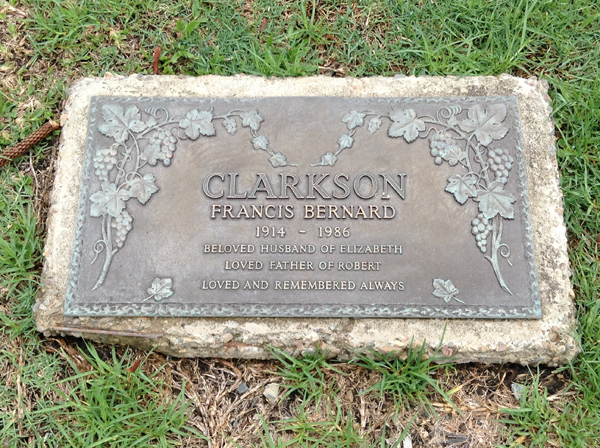 CLARKSON
FRANCIS BERNARD
1914 - 1986
BELOVED HUSBAND OF ELIZABETH
LOVED FATHER OF ROBERT
LOVED AND REMEMBERED ALWAYS